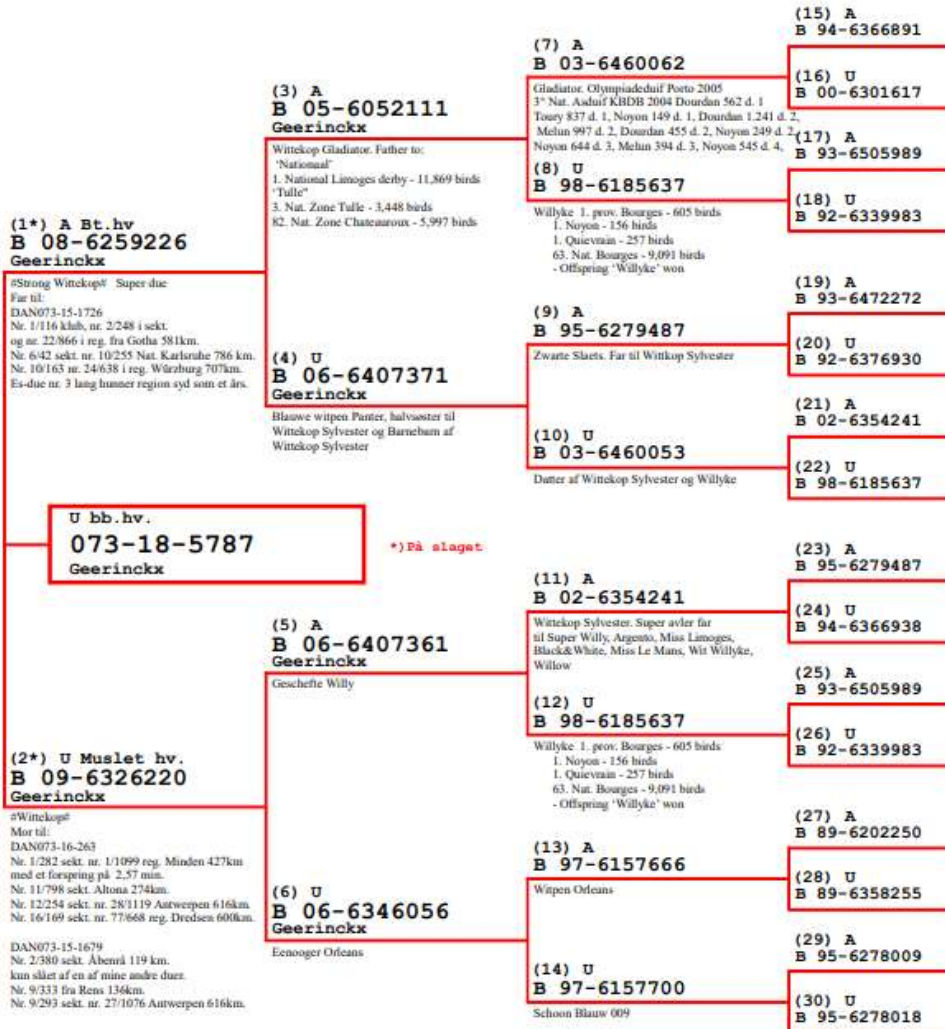 (1*) A Bt.hv
B 08-6259226
Geerinckx
#Strong Wittekop# Super due
Far til:
DAN073-15-1726
Nr. 1/116 klub, nr. 2/248 i sekt.
og nr. 22/866 i reg. fra Gotha 581km.
Nr. 6/42 sekt. nr. 10/255 Nat. Karlsruhe 786 km.
Nr. 10/163 nr. 24/638 i reg. Würzburg 707km.
Es-due nr. 3 lang hunner region syd som et års.
U bb.hv.
073-18-5787
Geerinckx
*)På slaget
(2*) U Muslet hv.
B 09-6326220
Geerinckx
#Wittekop#
Mor til:
DAN073-16-263
Nr. 1/282 sekt. nr. 1/1099 reg. Minden 427km
med et forspring på 2,57 min.
Nr. 11/798 sekt. Altona 274km.
Nr. 12/254 sekt. nr. 28/1119 Antwerpen 616km.
Nr. 16/169 sekt. nr. 77/668 reg. Dredsen 600km.
DAN073-15-1679
Nr. 2/380 sekt. Åbenrå 119 km.
kun slået af en af mine andre duer.
Nr. 9/333 fra Rens 136km.
Nr. 9/293 sekt. nr. 27/1076 Antwerpen 616km.
(3) A
B 05-6052111
Geerinckx
Wittekop Gladiator. Father to:
'Nationaal'
1. National Limoges derby - 11,869 birds
'Tulle"
3. Nat. Zone Tulle - 3,448 birds
82. Nat. Zone Chateauroux - 5,997 birds
(4) U
B 06-6407371
Geerinckx
Blauwe witpen Panter, halvsøster til
Wittekop Sylvester og Barnebarn af
Wittekop Sylvester
(5) A
B 06-6407361
Geerinckx
Geschefte Willy
(6) U
B 06-6346056
Geerinckx
Eenooger Orleans
(7) A
B 03-6460062
Gladiator. Olympiadeduif Porto 2005
3° Nat. Asduif KBDB 2004 Dourdan 562 d. 1
Toury 837 d. 1, Noyon 149 d. 1, Dourdan 1.241 d. 2,
Melun 997 d. 2, Dourdan 455 d. 2, Noyon 249 d. 2,
Noyon 644 d. 3, Melun 394 d. 3, Noyon 545 d. 4,
(8) U
B 98-6185637
Willyke 1. prov. Bourges - 605 birds
1. Noyon - 156 birds
1. Quievrain - 257 birds
63. Nat. Bourges - 9,091 birds
- Offspring 'Willyke' won
(9) A
B 95-6279487
Zwarte Slaets. Far til Wittkop Sylvester
(10) U
B 03-6460053
Datter af Wittekop Sylvester og Willyke
(11) A
B 02-6354241
Wittekop Sylvester. Super avler far
til Super Willy, Argento, Miss Limoges,
Black&White, Miss Le Mans, Wit Willyke,
Willow
(12) U
B 98-6185637
Willyke 1. prov. Bourges - 605 birds
1. Noyon - 156 birds
1. Quievrain - 257 birds
63. Nat. Bourges - 9,091 birds
- Offspring 'Willyke' won
(13) A
B 97-6157666
Witpen Orleans
(14) U
B 97-6157700
Schoon Blauw 009
(15) A
B 94-6366891
(16) U
B 00-6301617
(17) A
B 93-6505989
(18) U
B 92-6339983
(19) A
B 93-6472272
(20) U
B 92-6376930
(21) A
B 02-6354241
(22) U
B 98-6185637
(23) A
B 95-6279487
(24) U
B 94-6366938
(25) A
B 93-6505989
(26) U
B 92-6339983
(27) A
B 89-6202250
(28) U
B 89-6358255
(29) A
B 95-6278009
(30) U
B 95-6278018